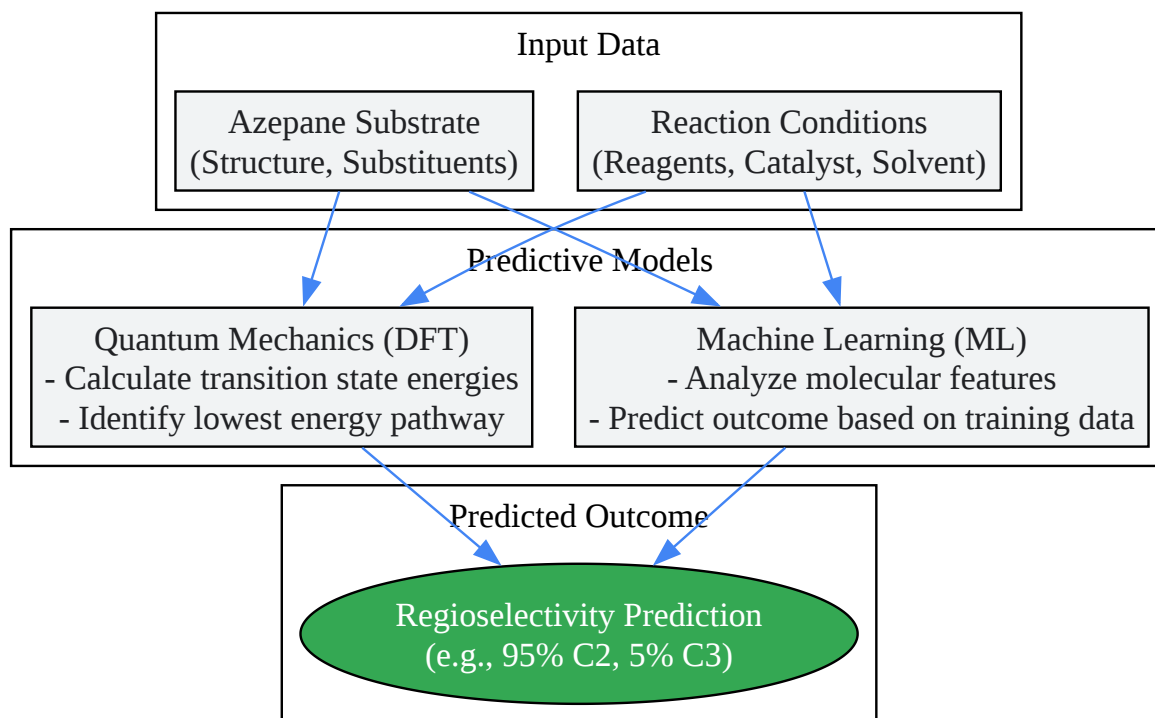 Input Data
Azepane Substrate
(Structure, Substituents)
Reaction Conditions
(Reagents, Catalyst, Solvent)
Predictive Models
Quantum Mechanics (DFT)
- Calculate transition state energies
- Identify lowest energy pathway
Machine Learning (ML)
- Analyze molecular features
- Predict outcome based on training data
Predicted Outcome
Regioselectivity Prediction
(e.g., 95% C2, 5% C3)